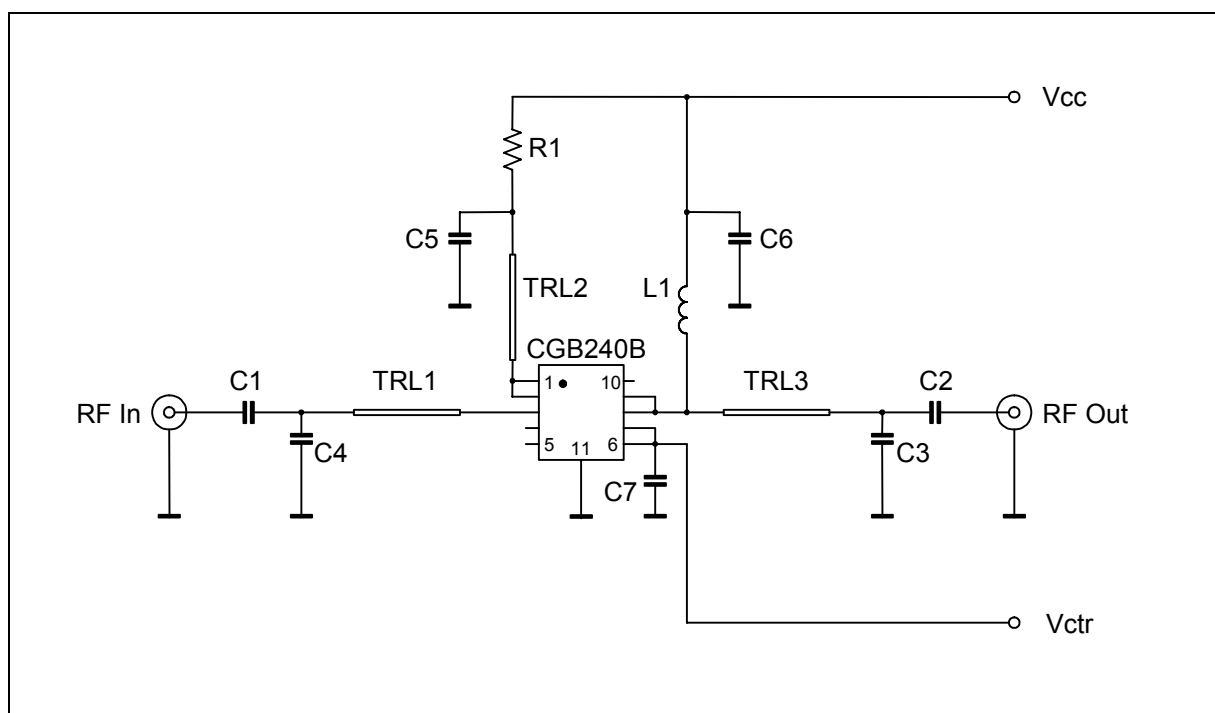 Vcc
R1
C5
C6
TRL2
L1
CGB240B
C1
TRL1
1
10
TRL3
C2
RF In
RF Out
C4
5
11
6
C3
C7
Vctr